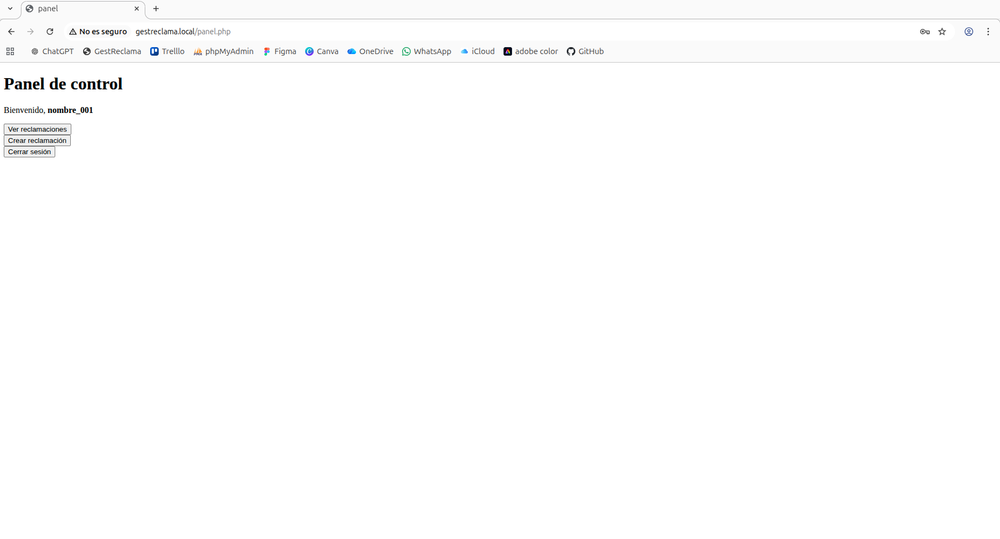 panel
No es seguro gestreclama.local/panel.php
ChatGPT GestReclama Trelllo phpMyAdmin Figma Canva OneDrive WhatsApp iCloud adobe color GitHub
Panel de control
Bienvenido, nombre_001
Ver reclamaciones
Crear reclamación
Cerrar sesión